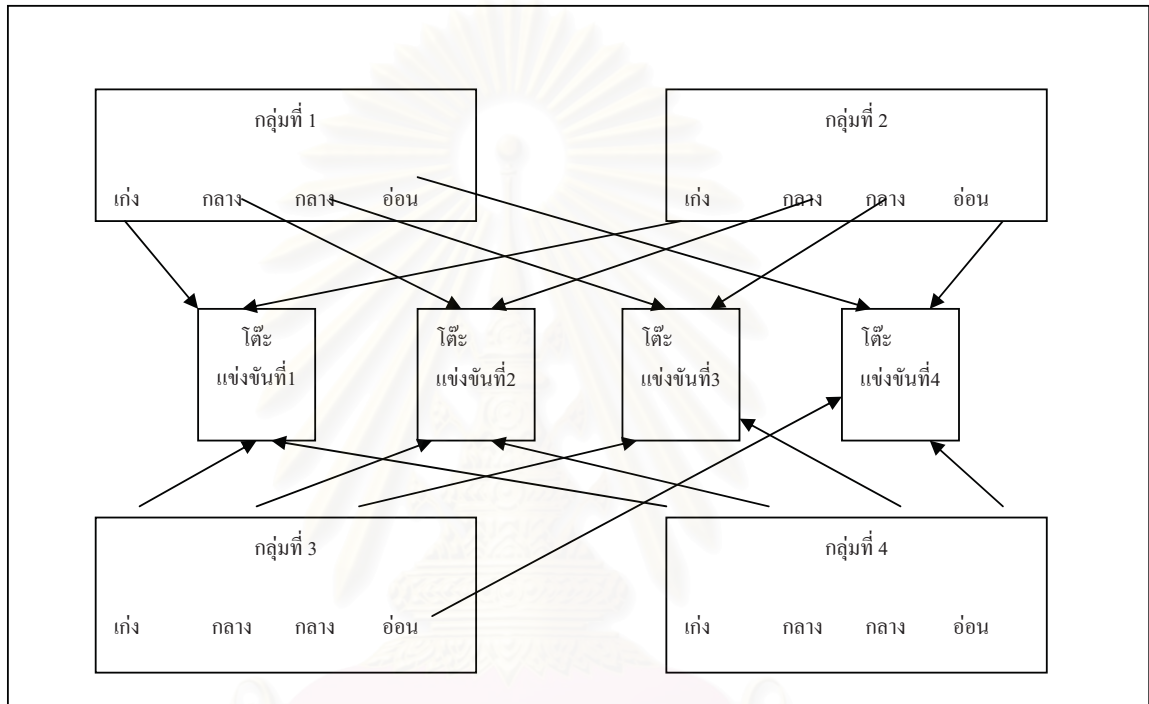 กลุ่มที่ 1
เก่ง กลาง กลาง อ่อน
กลุ่มที่ 2
เก่ง กลาง กลาง อ่อน
โต๊ะ
แข่งขันที่1
โต๊ะ
แข่งขันที่2
โต๊ะ
แข่งขันที่3
โต๊ะ
แข่งขันที่4
กลุ่มที่ 3
เก่ง กลาง กลาง อ่อน
กลุ่มที่ 4
เก่ง กลาง กลาง อ่อน